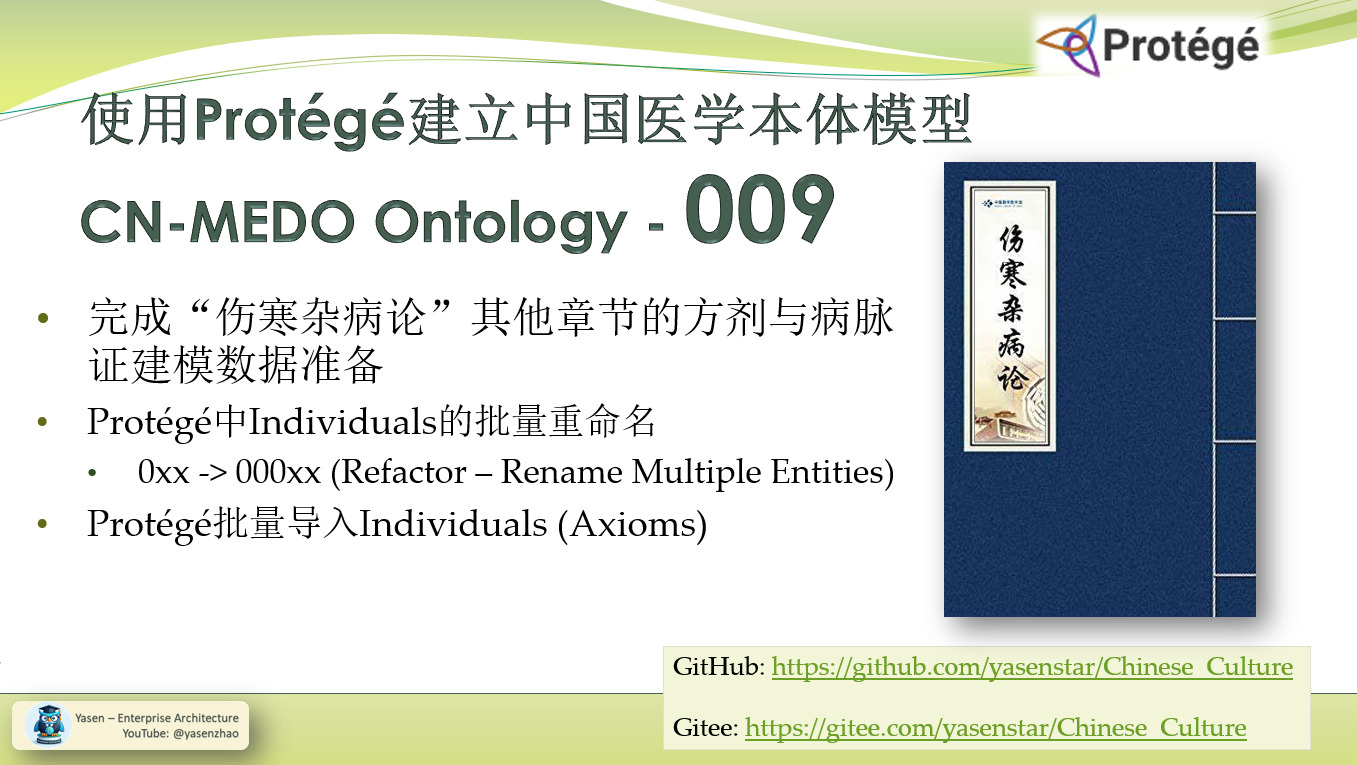 Protégé
使用Protégé建立中国医学本体模型
CN-MEDO Ontology - 009
• 完成“伤寒杂病论”其他章节的方剂与病脉
证建模数据准备
• Protégé中Individuals的批量重命名
• 0xx -> 000xx (Refactor – Rename Multiple Entities)
• Protégé批量导入Individuals (Axioms)
伤寒杂病论
GitHub: https://github.com/yasenstar/Chinese_Culture
Gitee: https://gitee.com/yasenstar/Chinese_Culture
Yasen – Enterprise Architecture
YouTube: @yasenzhao